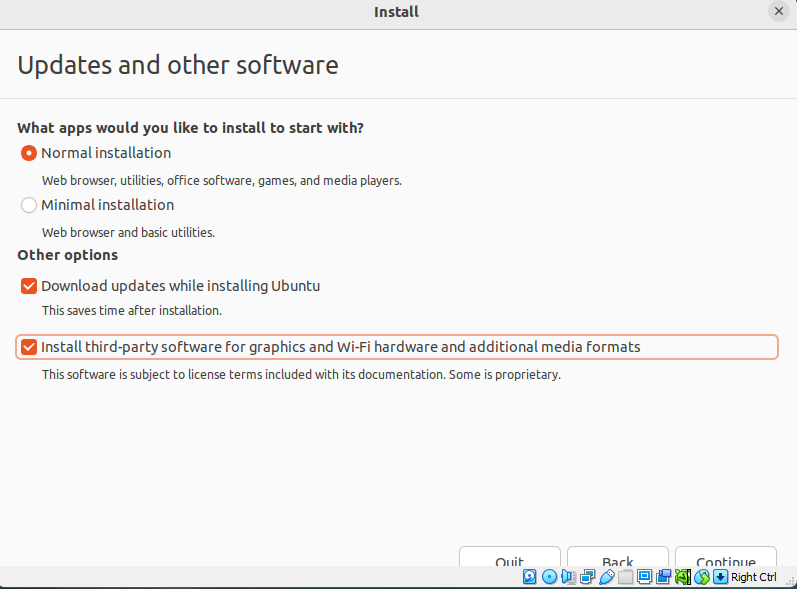 Install
Updates and other software
What apps would you like to install to start with?
Normal installation
Web browser, utilities, office software, games, and media players.
Minimal installation
Web browser and basic utilities.
Other options
Download updates while installing Ubuntu
This saves time after installation.
Install third-party software for graphics and Wi-Fi hardware and additional media formats
This software is subject to license terms included with its documentation. Some is proprietary.
Quit Back Continue
Right Ctrl